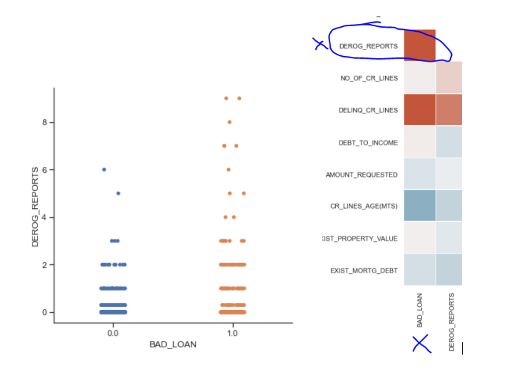 DEROG_REPORTS
8
6
4
2
0
0.0
1.0
BAD_LOAN
DEROG_REPORTS
NO_OF_CR_LINES
DELINQ_CR_LINES
DEBT_TO_INCOME
AMOUNT_REQUESTED
CR_LINES_AGE(MTS)
IST_PROPERTY_VALUE
EXIST_MORTG_DEBT
BAD_LOAN
DEROG_REPORTS